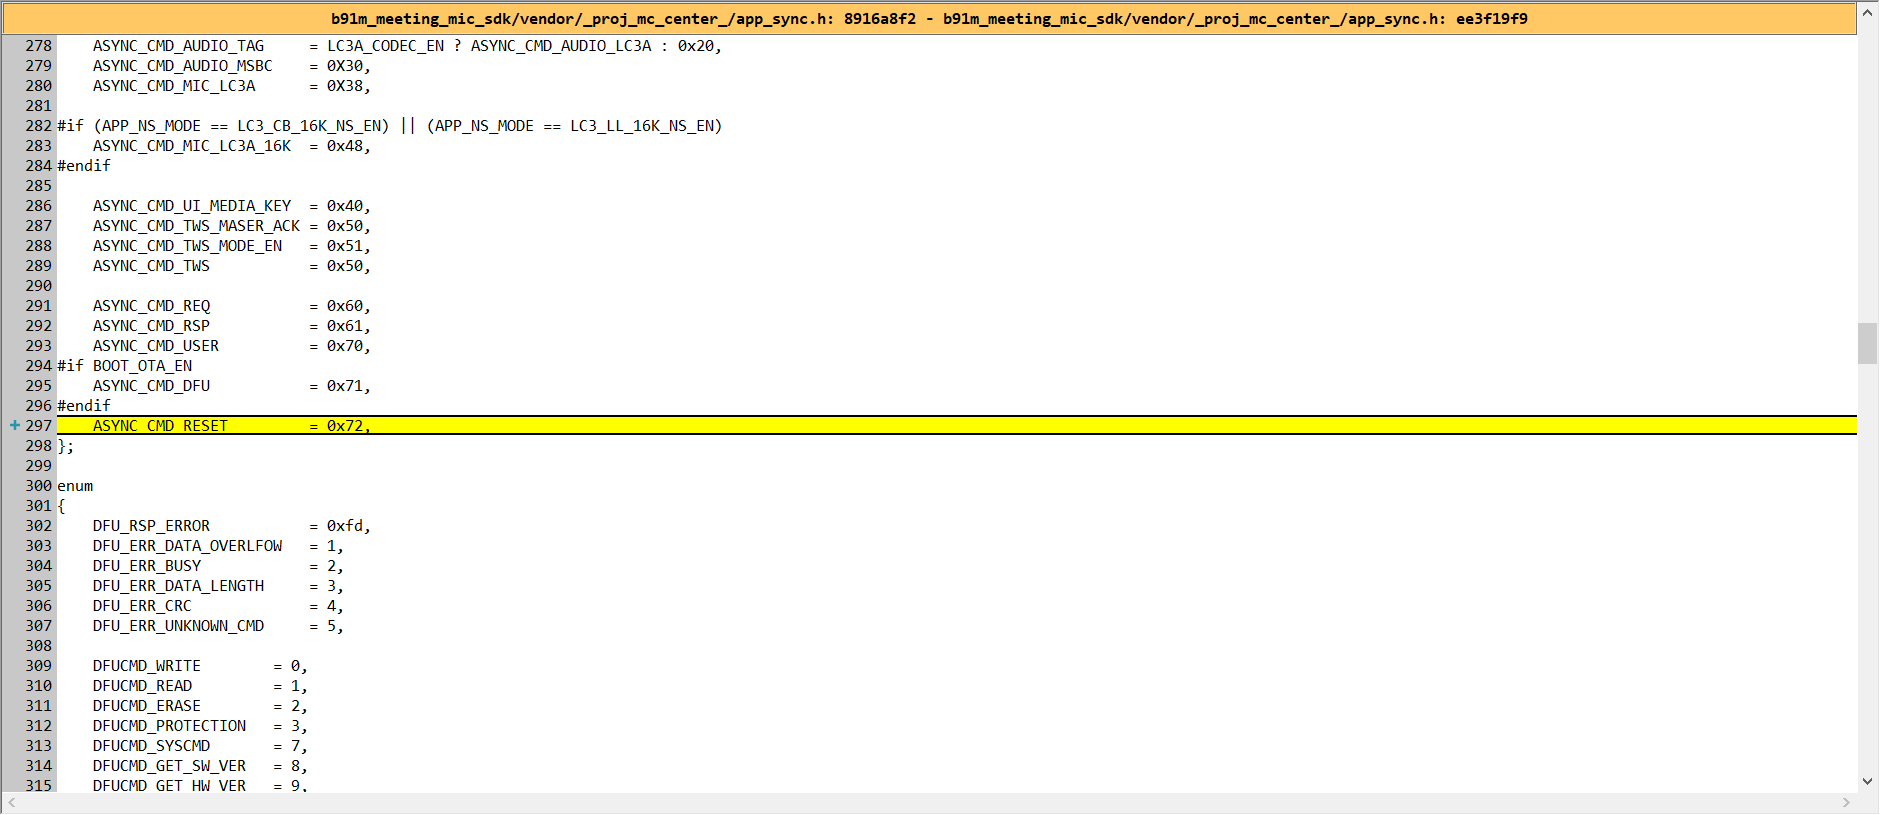 b91m_meeting_mic_sdk/vendor/_proj_mc_center_/app_sync.h: 8916a8f2 - b91m_meeting_mic_sdk/vendor/_proj_mc_center_/app_sync.h: ee3f19f9
278 ASYNC_CMD_AUDIO_TAG = LC3A_CODEC_EN ? ASYNC_CMD_AUDIO_LC3A : 0x20,
279 ASYNC_CMD_AUDIO_MSBC = 0X30,
280 ASYNC_CMD_MIC_LC3A = 0X38,
281
282 #if (APP_NS_MODE == LC3_CB_16K_NS_EN) || (APP_NS_MODE == LC3_LL_16K_NS_EN)
283 ASYNC_CMD_MIC_LC3A_16K = 0x48,
284 #endif
285
286 ASYNC_CMD_UI_MEDIA_KEY = 0x40,
287 ASYNC_CMD_TWS_MASER_ACK = 0x50,
288 ASYNC_CMD_TWS_MODE_EN = 0x51,
289 ASYNC_CMD_TWS = 0x50,
290
291 ASYNC_CMD_REQ = 0x60,
292 ASYNC_CMD_RSP = 0x61,
293 ASYNC_CMD_USER = 0x70,
294 #if BOOT_OTA_EN
295 ASYNC_CMD_DFU = 0x71,
296 #endif
+ 297 ASYNC_CMD_RESET = 0x72,
298 };
299
300 enum
301 {
302 DFU_RSP_ERROR = 0xfd,
303 DFU_ERR_DATA_OVERLFOW = 1,
304 DFU_ERR_BUSY = 2,
305 DFU_ERR_DATA_LENGTH = 3,
306 DFU_ERR_CRC = 4,
307 DFU_ERR_UNKNOWN_CMD = 5,
308
309 DFUCMD_WRITE = 0,
310 DFUCMD_READ = 1,
311 DFUCMD_ERASE = 2,
312 DFUCMD_PROTECTION = 3,
313 DFUCMD_SYSCMD = 7,
314 DFUCMD_GET_SW_VER = 8,
315 DFUCMD_GET_HW_VER = 9,